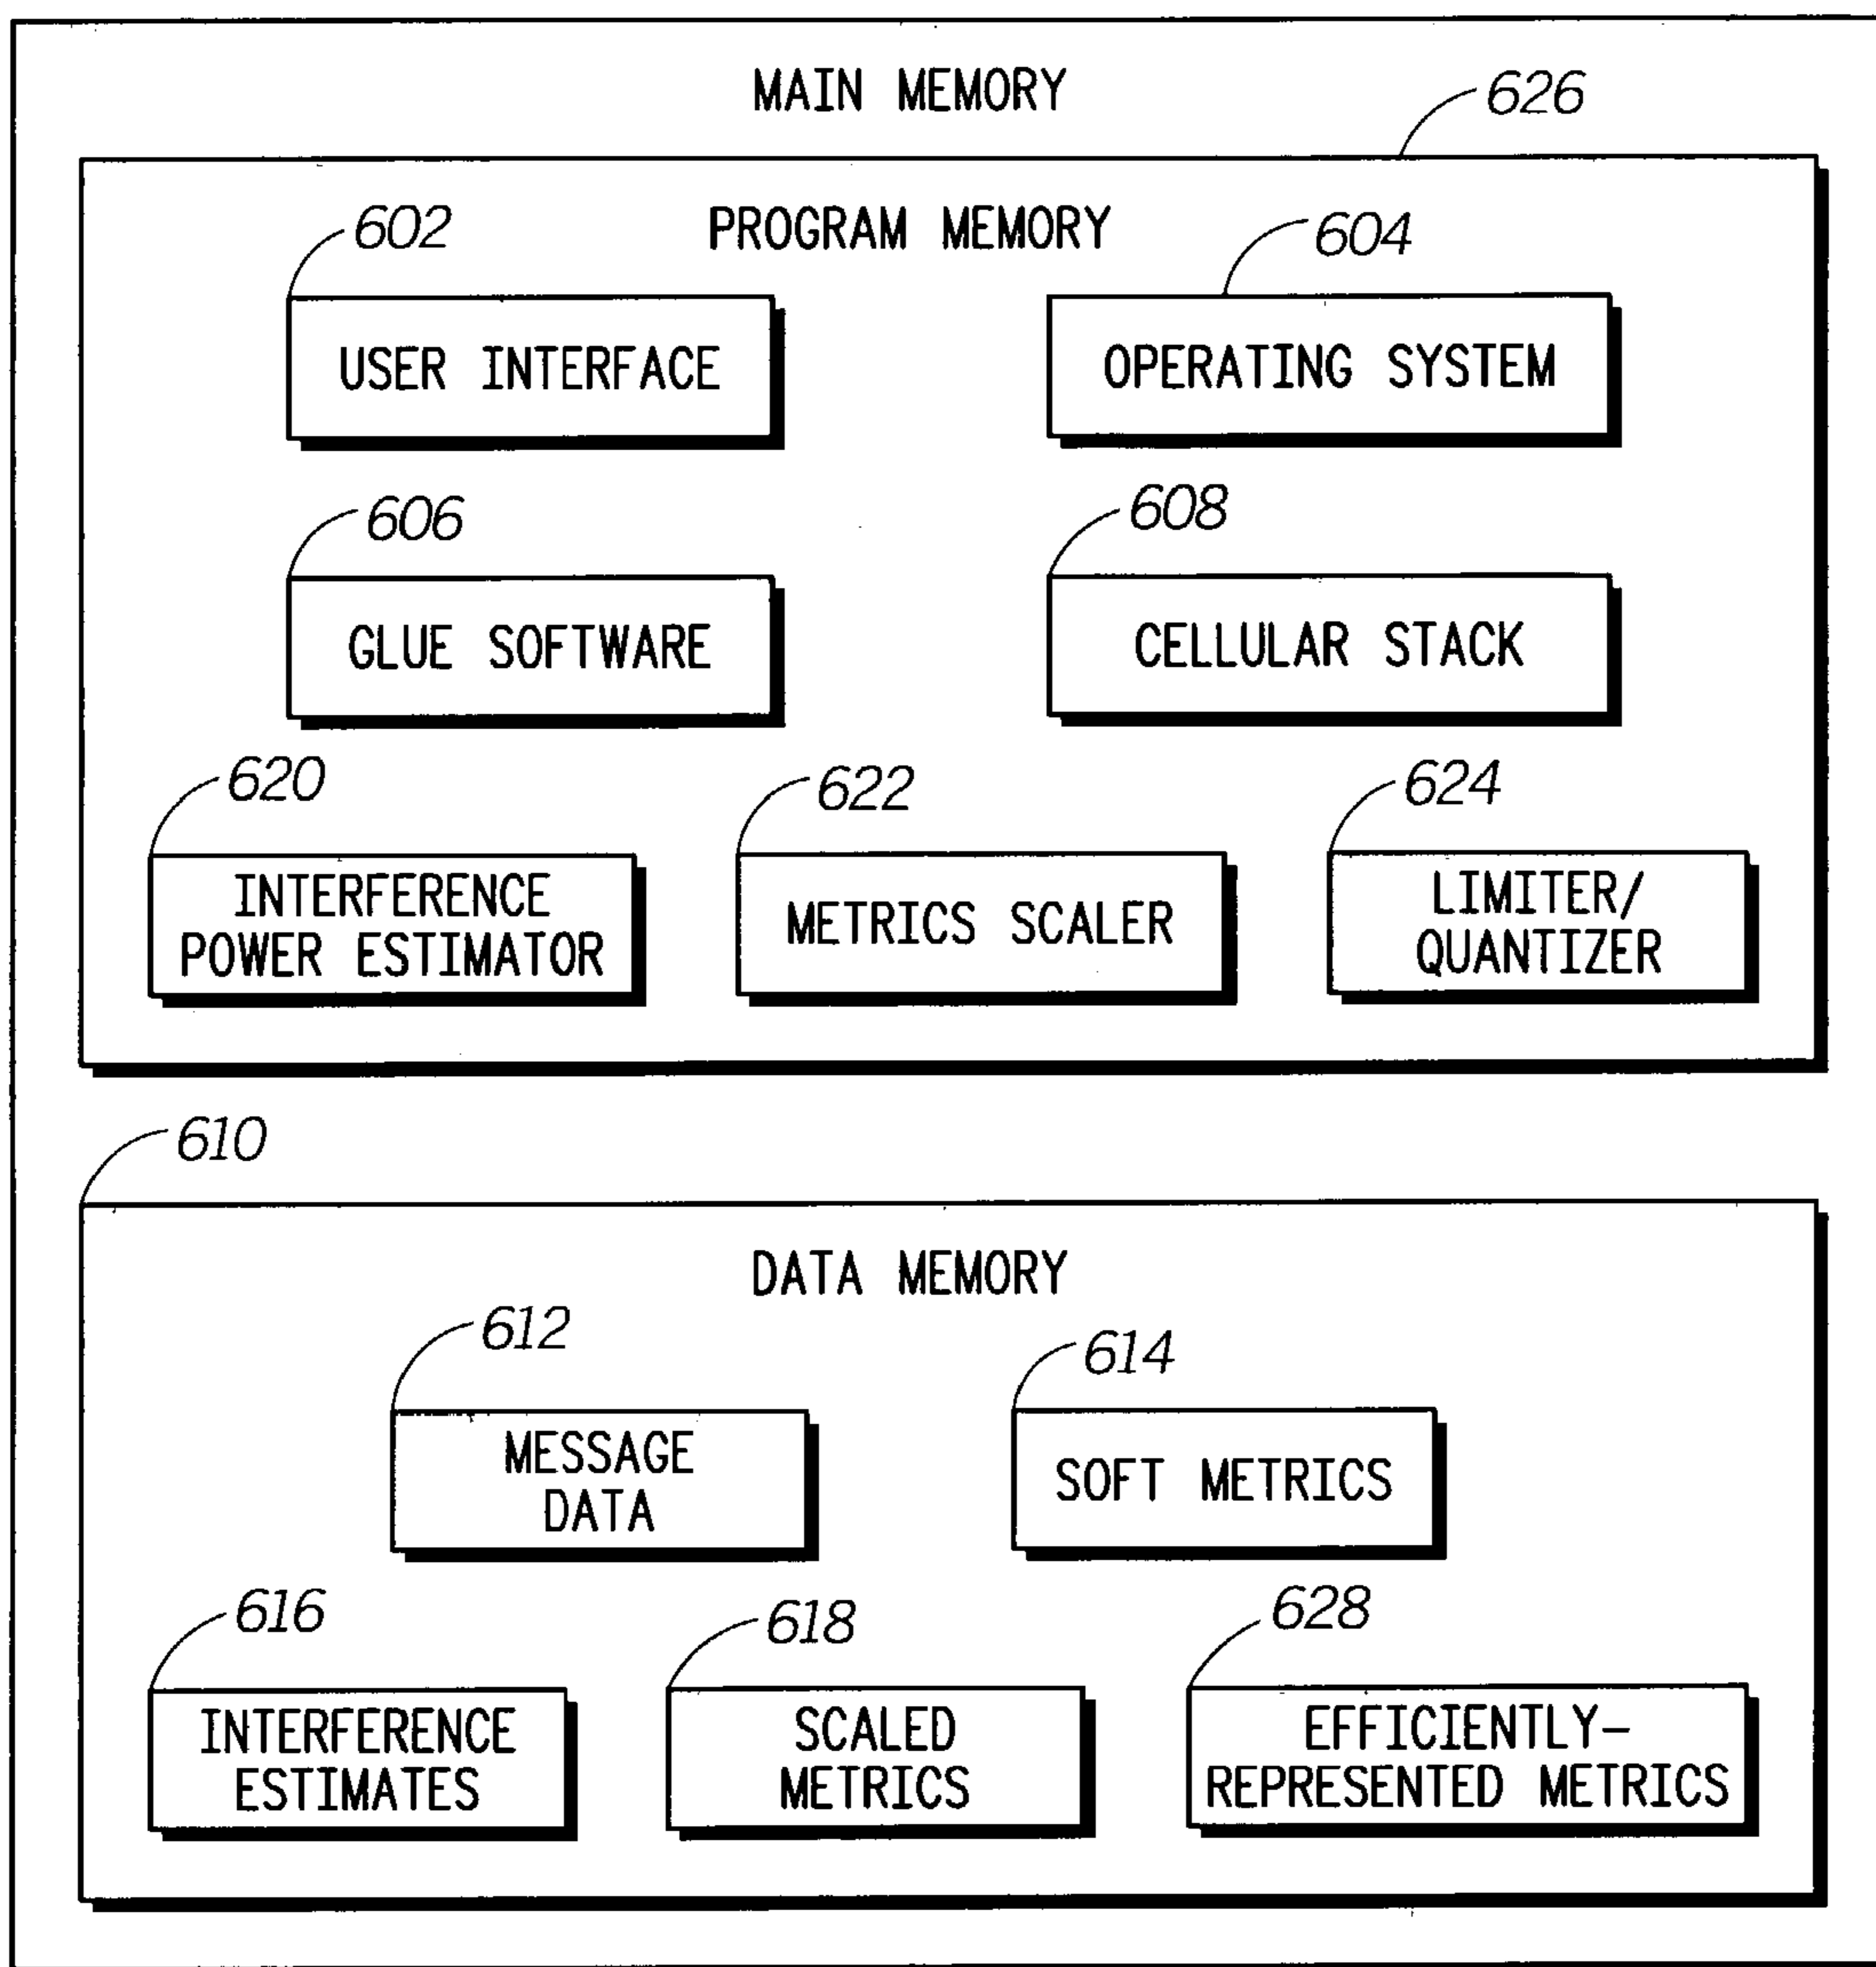 MAIN MEMORY
626
PROGRAM MEMORY
602
604
USER INTERFACE
OPERATING SYSTEM
606
608
GLUE SOFTWARE
CELLULAR STACK
620
622
624
INTERFERENCE
POWER ESTIMATOR
METRICS SCALER
LIMITER/
QUANTIZER
610
DATA MEMORY
612
614
MESSAGE
DATA
SOFT METRICS
616
618
628
INTERFERENCE
ESTIMATES
SCALED
METRICS
EFFICIENTLY-
REPRESENTED METRICS